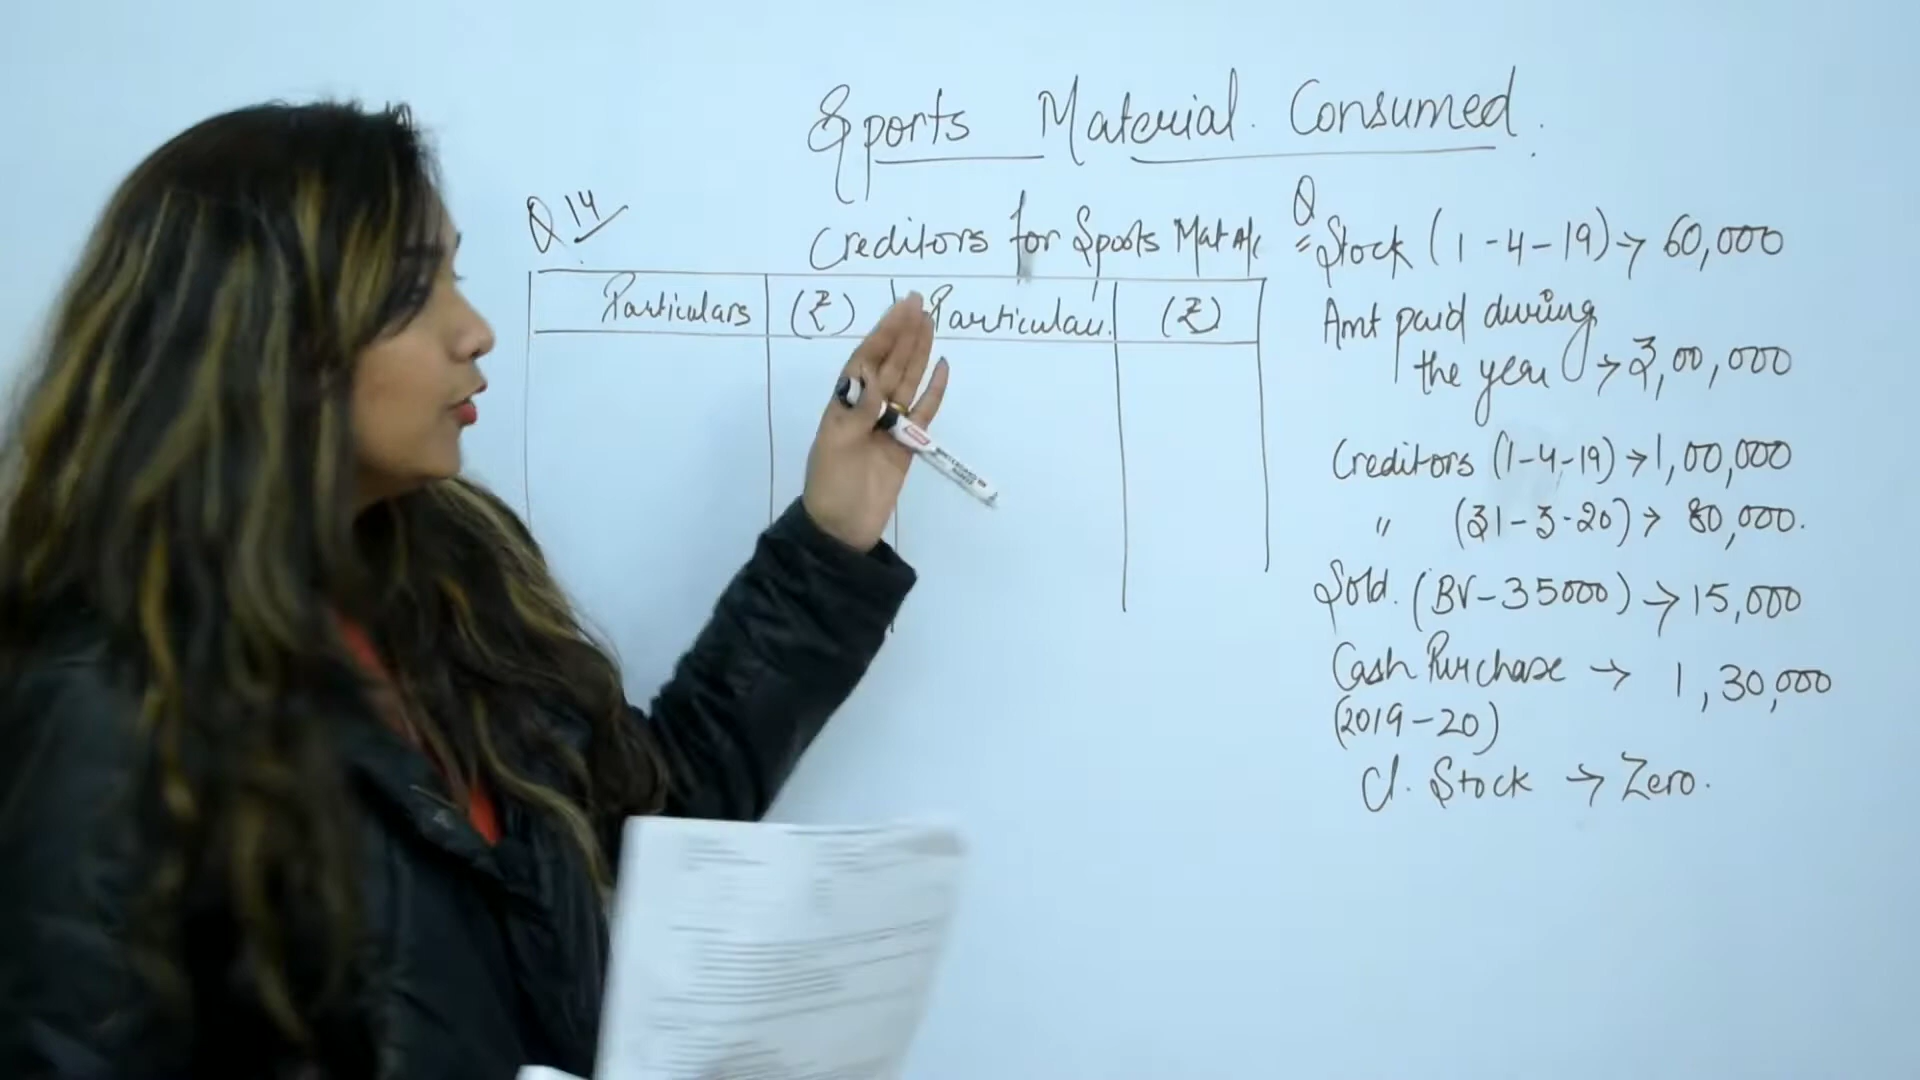 Sports Material Consumed.
Q 14
Creditors for Sports Mat A/c
Particulars (₹) Particulars. (₹)
Q Stock (1-4-19) → 60,000
Amt paid during
the year → 3,00,000
Creditors (1-4-19) → 1,00,000
" (31-3-20) → 80,000.
Sold. (BV-35000) → 15,000
Cash Purchase → 1,30,000
(2019-20)
Cl. Stock → Zero.